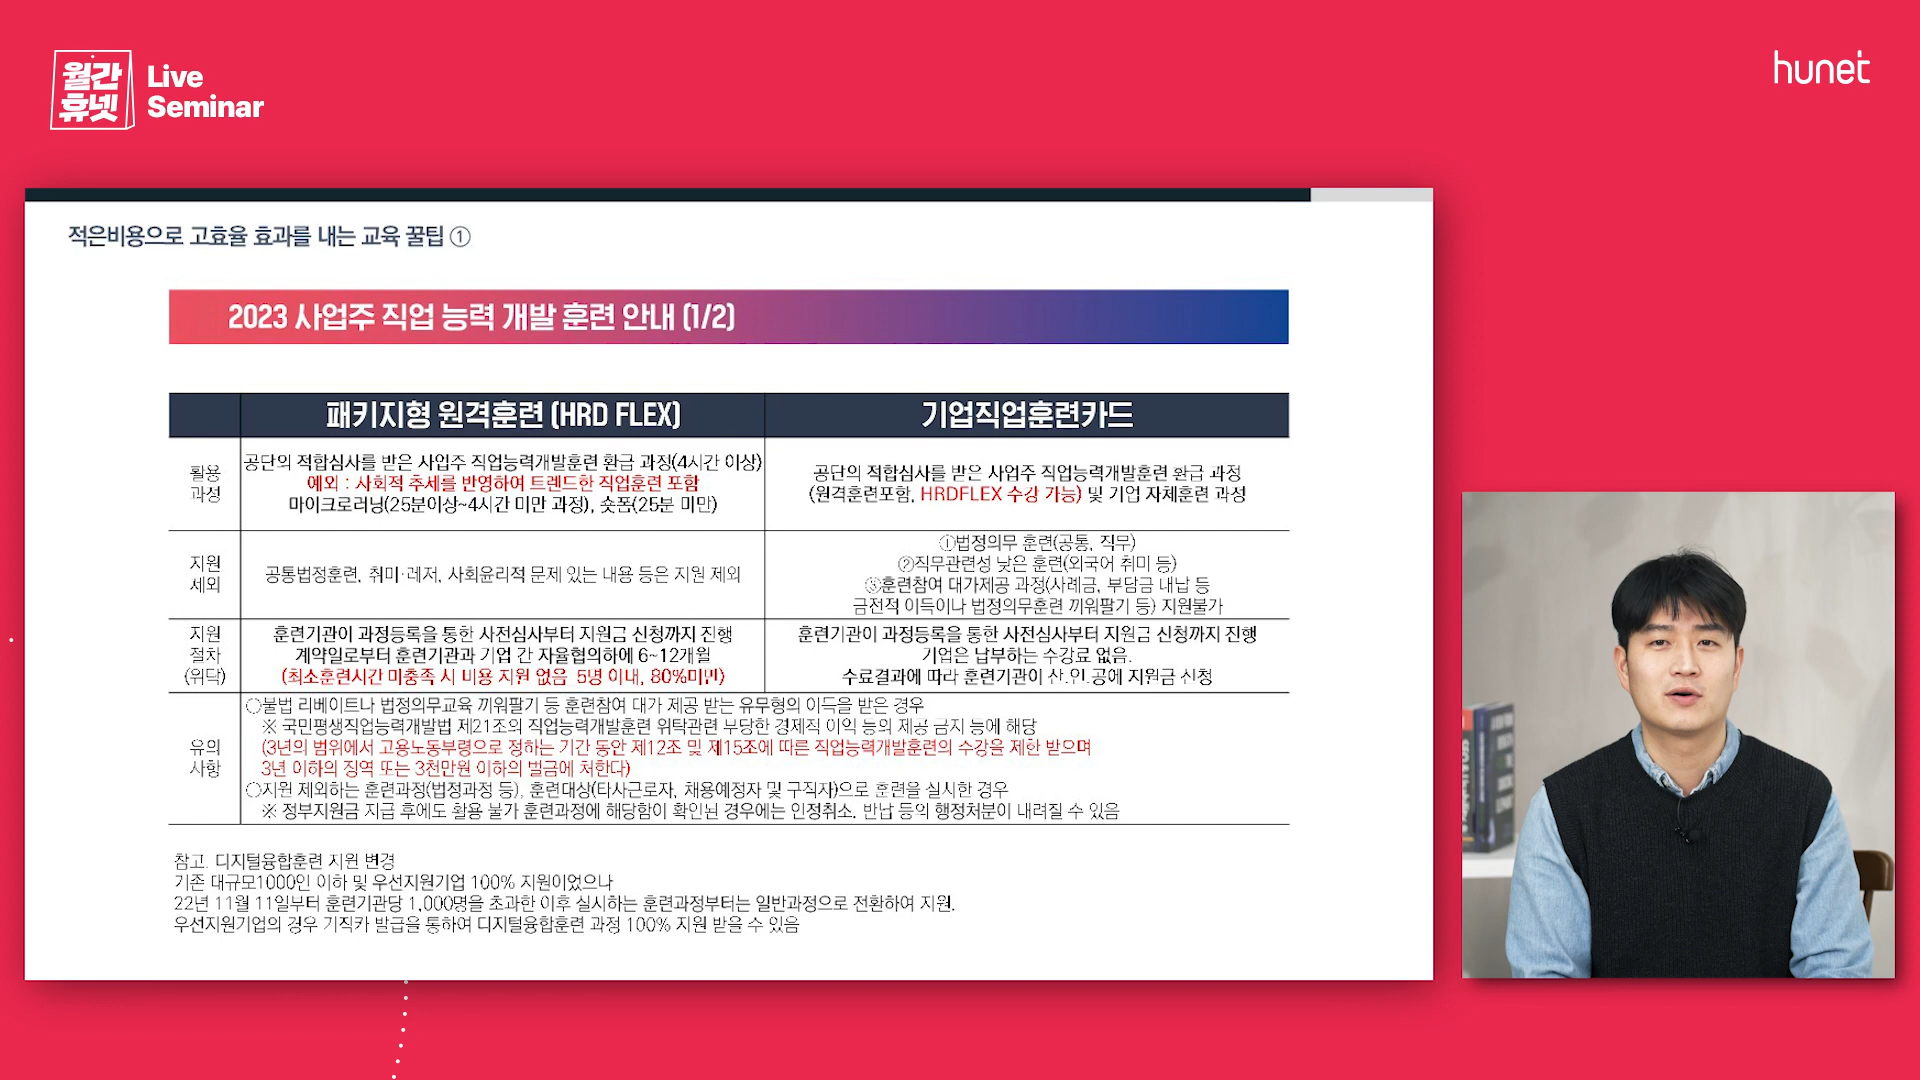 월간
휴넷
Live
Seminar
hunet
적은비용으로 고효율 효과를 내는 교육 꿀팁 ①
2023 사업주 직업 능력 개발 훈련 안내 (1/2)
패키지형 원격훈련 (HRD FLEX)
기업직업훈련카드
활용
과정
공단의 적합심사를 받은 사업주 직업능력개발훈련 환급 과정(4시간 이상)
예외 : 사회적 추세를 반영하여 트렌드한 직업훈련 포함
마이크로러닝(25분이상~4시간 미만 과정), 숏폼(25분 미만)
공단의 적합심사를 받은 사업주 직업능력개발훈련 환급 과정
(원격훈련포함, HRDFLEX 수강 가능) 및 기업 자체훈련 과성
지원
제외
공통법정훈련, 취미·레저, 사회윤리적 문제 있는 내용 등은 지원 제외
①법정의무 훈련(공통, 직무)
②직무관련성 낮은 훈련(외국어 취미 등)
③훈련참여 대가제공 과정(사례금, 부담금 대납 등
금전적 이득이나 법정의무훈련 끼워팔기 등) 지원불가
지원
절차
(위탁)
훈련기관이 과정등록을 통한 사전심사부터 지원금 신청까지 진행
계약일로부터 훈련기관과 기업 간 자율협의하에 6~12개월
(최소훈련시간 미충족 시 비용 지원 없음 5명 이내, 80%미만)
훈련기관이 과정등록을 통한 사전심사부터 지원금 신청까지 진행
기업은 납부하는 수강료 없음.
수료결과에 따라 훈련기관이 산.인.공에 지원금 신청
유의
사항
○불법 리베이트나 법정의무교육 끼워팔기 등 훈련참여 대가 제공 받는 유무형의 이득을 받은 경우
※ 국민평생직업능력개발법 제21조의 직업능력개발훈련 위탁관련 부당한 경제적 이익 등의 제공 금지 등에 해당
(3년의 범위에서 고용노동부령으로 정하는 기간 동안 제12조 및 제15조에 따른 직업능력개발훈련의 수강을 제한 받으며
3년 이하의 징역 또는 3천만원 이하의 벌금에 처한다)
○지원 제외하는 훈련과정(법정과정 등), 훈련대상(타사근로자, 채용예정자 및 구직자)으로 훈련을 실시한 경우
※ 정부지원금 지급 후에도 활용 불가 훈련과정에 해당함이 확인된 경우에는 인정취소, 반납 등의 행정처분이 내려질 수 있음
참고. 디지털융합훈련 지원 변경
기존 대규모1000인 이하 및 우선지원기업 100% 지원이었으나
22년 11월 11일부터 훈련기관당 1,000명을 초과한 이후 실시하는 훈련과정부터는 일반과정으로 전환하여 지원.
우선지원기업의 경우 기직카 발급을 통하여 디지털융합훈련 과정 100% 지원 받을 수 있음